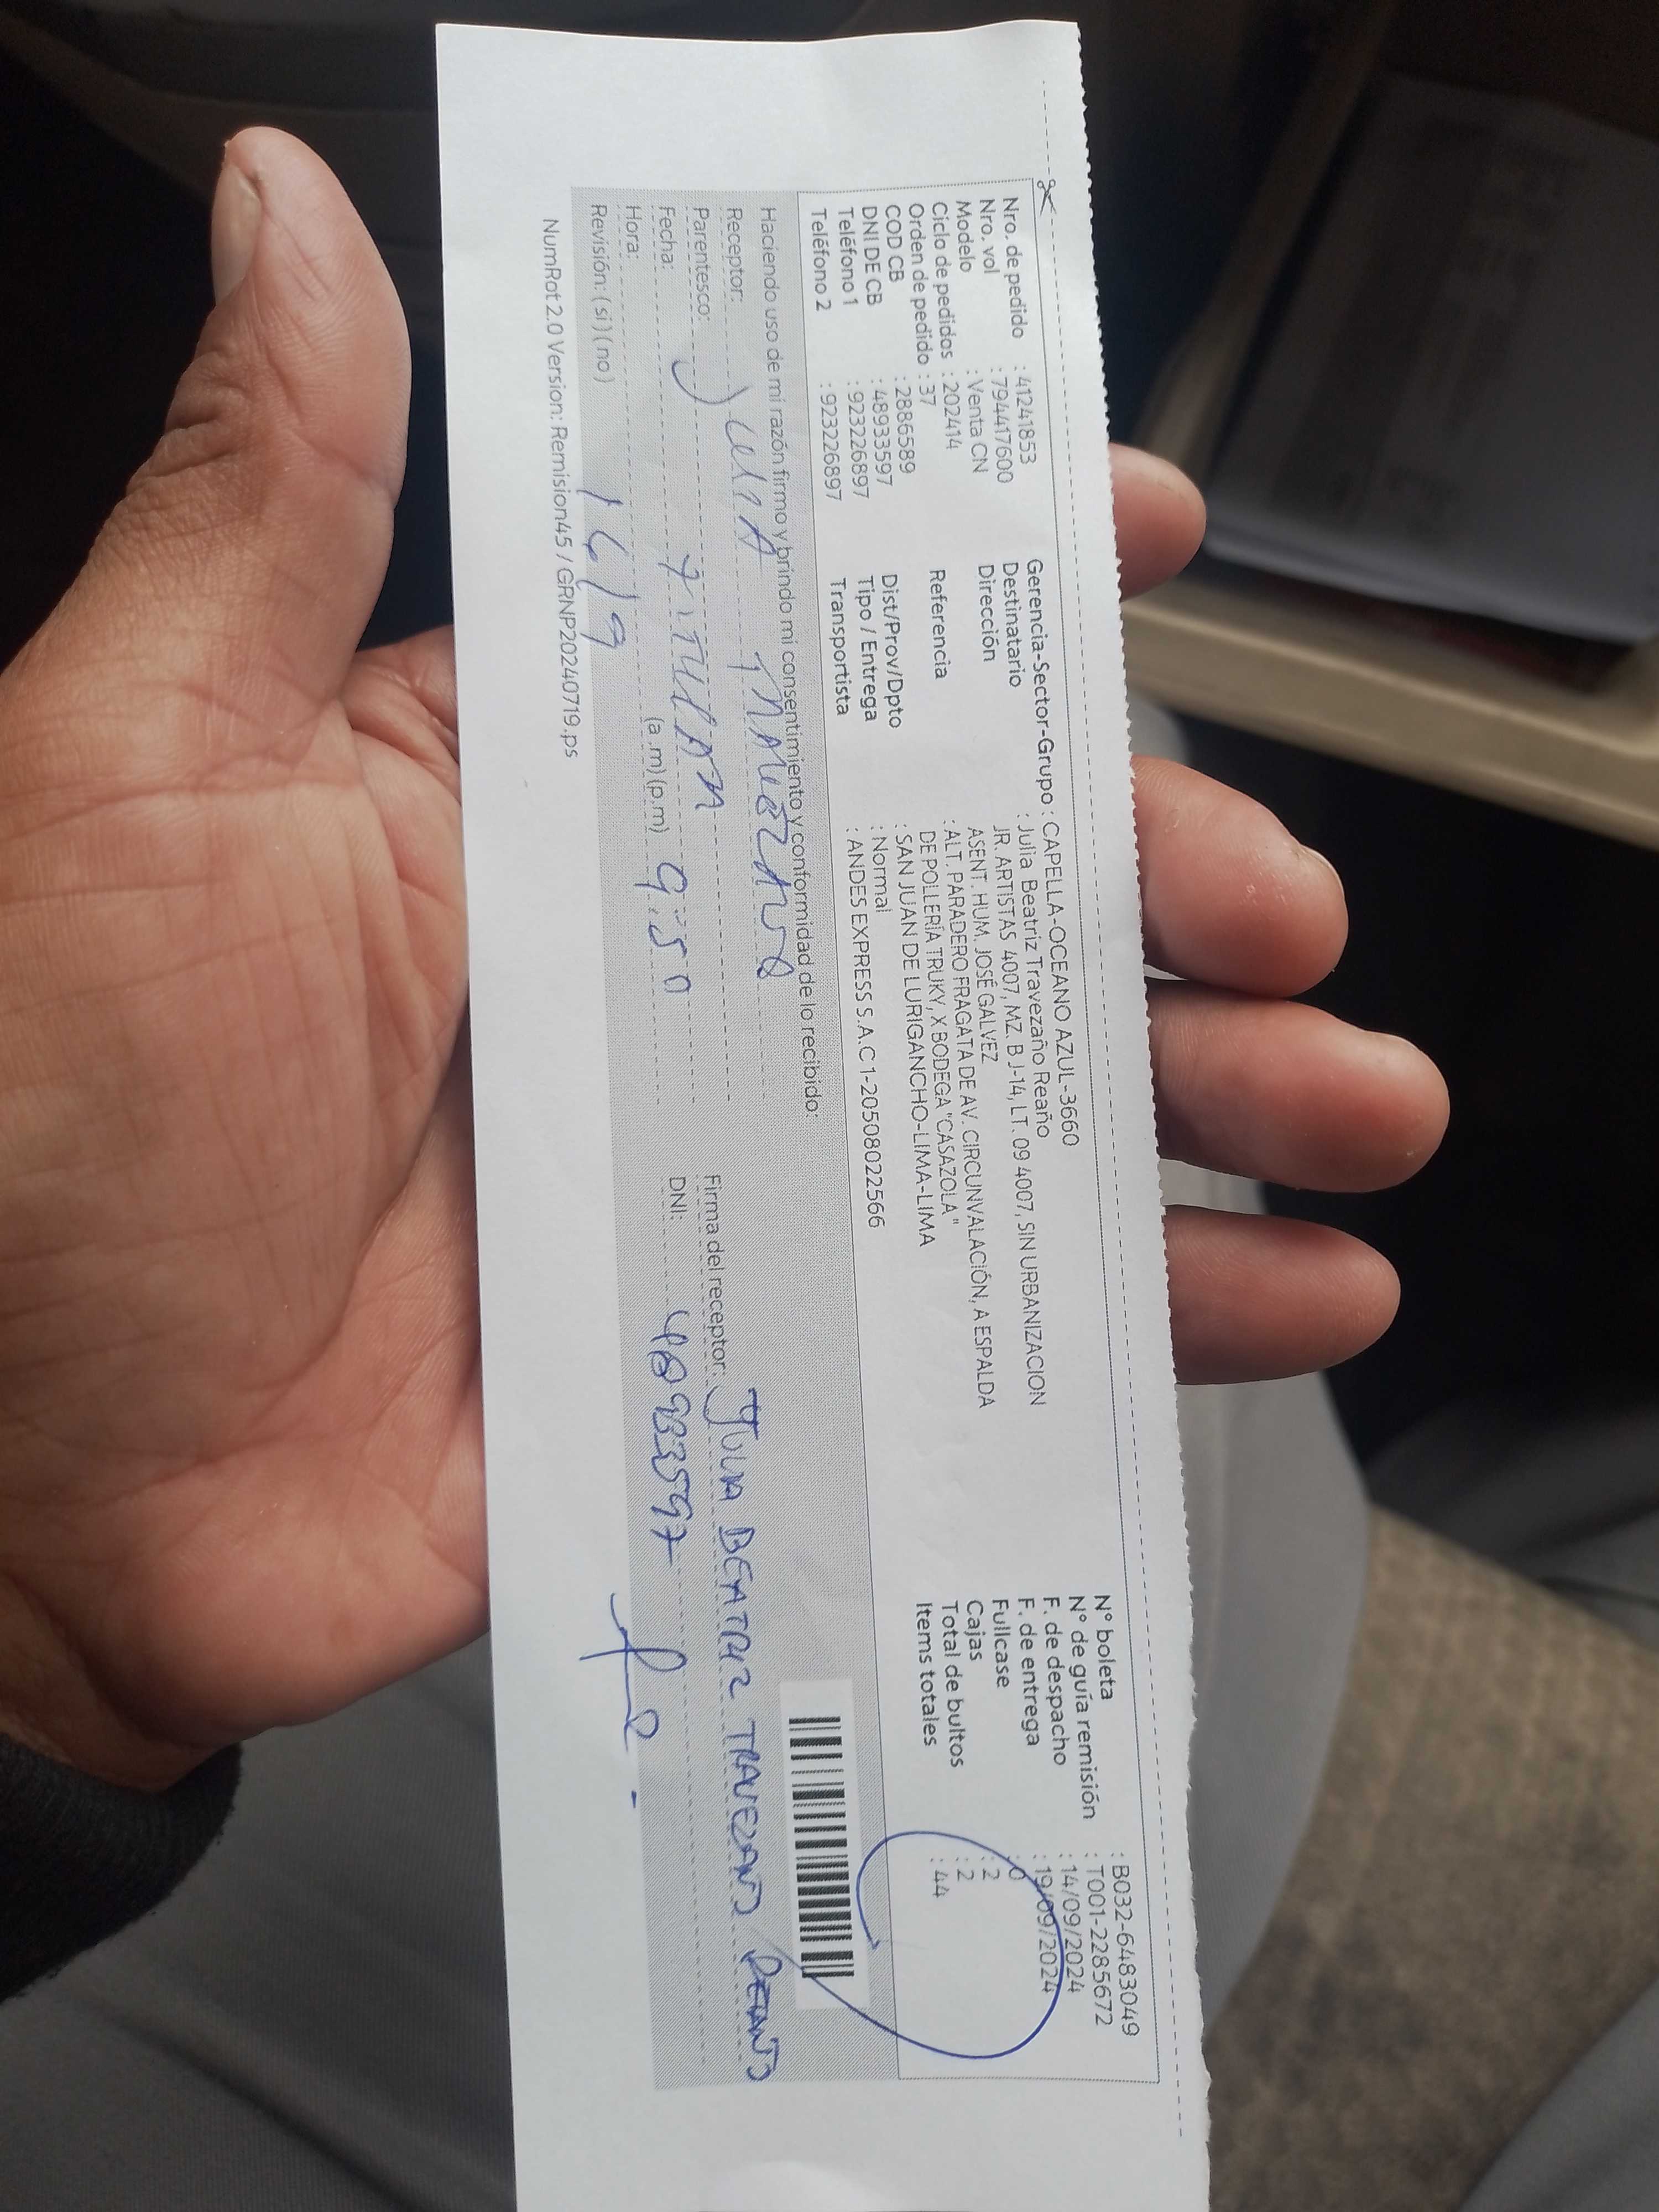 Nro. de pedido : 41241853
Nro. vol : 794417600
Modelo : Venta CN
Ciclo de pedidos : 202414
Orden de pedido : 37
COD CB : 2886589
DNI DE CB : 48933597
Teléfono 1 : 923226897
Teléfono 2 : 923226897
Gerencia-Sector-Grupo : CAPELLA-OCEANO AZUL-3660
Destinatario : Julia Beatriz Travezaño Reaño
Dirección JR. ARTISTAS 4007, MZ. B J-14, LT. 09 4007, SIN URBANIZACION
ASENT. HUM. JOSÉ GALVEZ
Referencia : ALT. PARADERO FRAGATA DE AV. CIRCUNVALACIÓN, A ESPALDA
DE POLLERÍA TRUKY, X BODEGA "CASAZOLA "
Dist/Prov/Dpto : SAN JUAN DE LURIGANCHO-LIMA-LIMA
Tipo / Entrega : Normal
Transportista : ANDES EXPRESS S.A.C 1-20508022566
N° boleta : B032-6483049
N° de guía remisión : T001-2285672
F. de despacho : 14/09/2024
F. de entrega : 19/09/2024
Fullcase : 0
Cajas : 2
Total de bultos : 2
Items totales : 44
Haciendo uso de mi razón firmo y brindo mi consentimiento y conformidad de lo recibido:
Receptor: Julia
Parentesco: TITULAR
Fecha:
Hora: (a.m)(p.m) 9:50
Revisión: ( si ) ( no )
Firma del receptor: JULIA BEATRIZ TRAVEZANO REANO
DNI: 48933597
NumRot 2.0 Version: Remision45 / GRNP20240719.ps